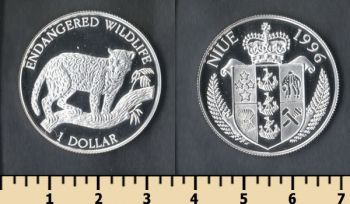 ENDANGERED WILDLIFE
1 DOLLAR
NIUE 1996
1 2 3 4 5 6 7